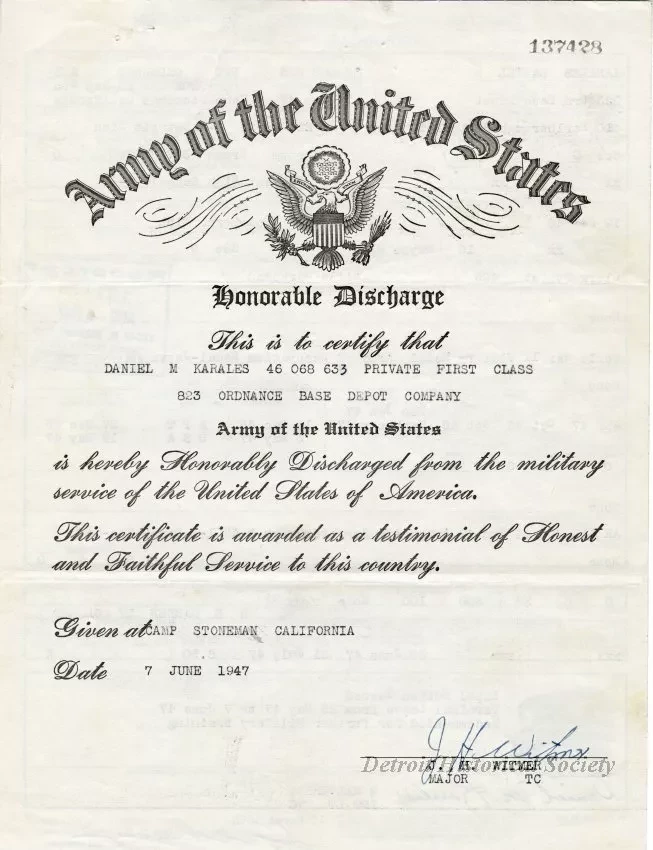 137428
Army of the United States
Honorable Discharge
This is to certify that
DANIEL M KARALES 46 068 633 PRIVATE FIRST CLASS
823 ORDNANCE BASE DEPOT COMPANY
Army of the United States
is hereby Honorably Discharged from the military
service of the United States of America.
This certificate is awarded as a testimonial of Honest
and Faithful Service to this country.
Given at CAMP STONEMAN CALIFORNIA
Date 7 JUNE 1947
J. H. Witmer
Detroit Historical Society
J. H. WITMER
MAJOR TC